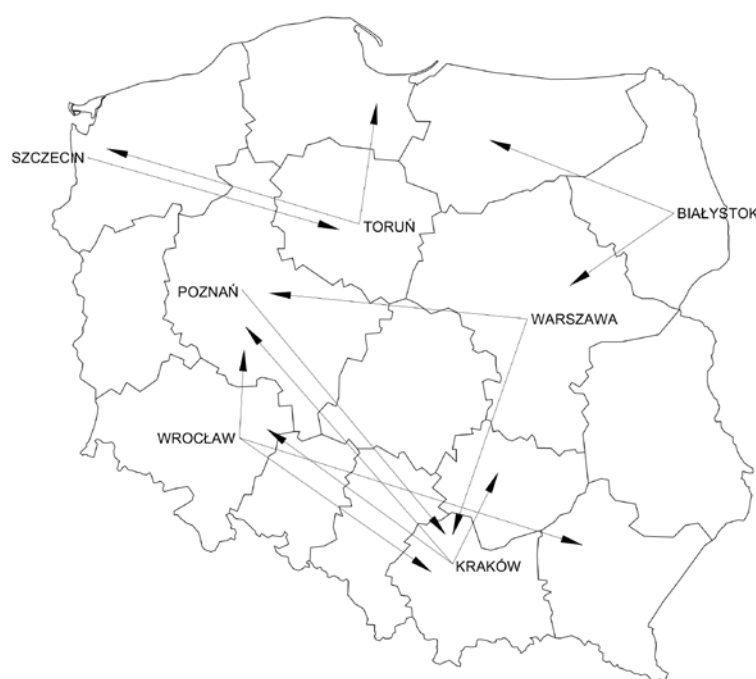 SZCZECIN
BIAŁYSTOK
TORUŃ
POZNAŃ
WARSZAWA
WROCŁAW
KRAKÓW